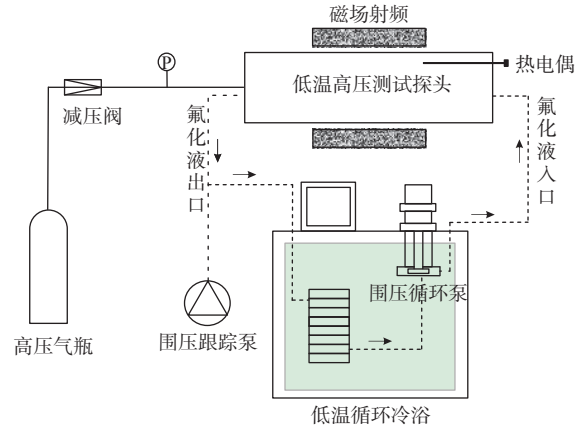 磁场射频
P
热电偶
低温高压测试探头
减压阀
氟化液出口
氟化液入口
围压循环泵
高压气瓶
围压跟踪泵
低温循环冷浴